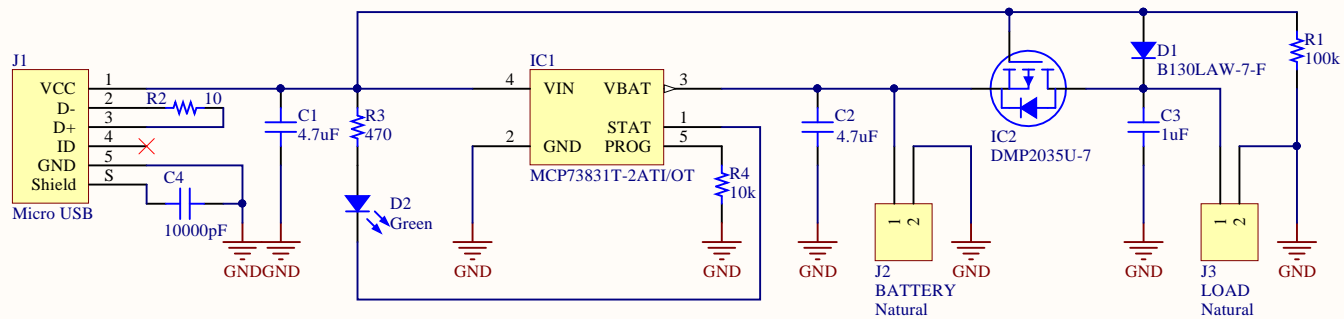 J1
VCC 1
D- 2
R2 10
D+ 3
ID 4
GND 5
Shield S
Micro USB
C4
10000pF
GND
GND
C1
4.7uF
R3
470
D2
Green
IC1
4 VIN VBAT 3
STAT 1
2 GND PROG 5
MCP73831T-2ATI/OT
GND
R4
10k
GND
C2
4.7uF
GND
1 2
J2
BATTERY
Natural
GND
IC2
DMP2035U-7
D1
B130LAW-7-F
C3
1uF
GND
R1
100k
1 2
J3
LOAD
Natural
GND